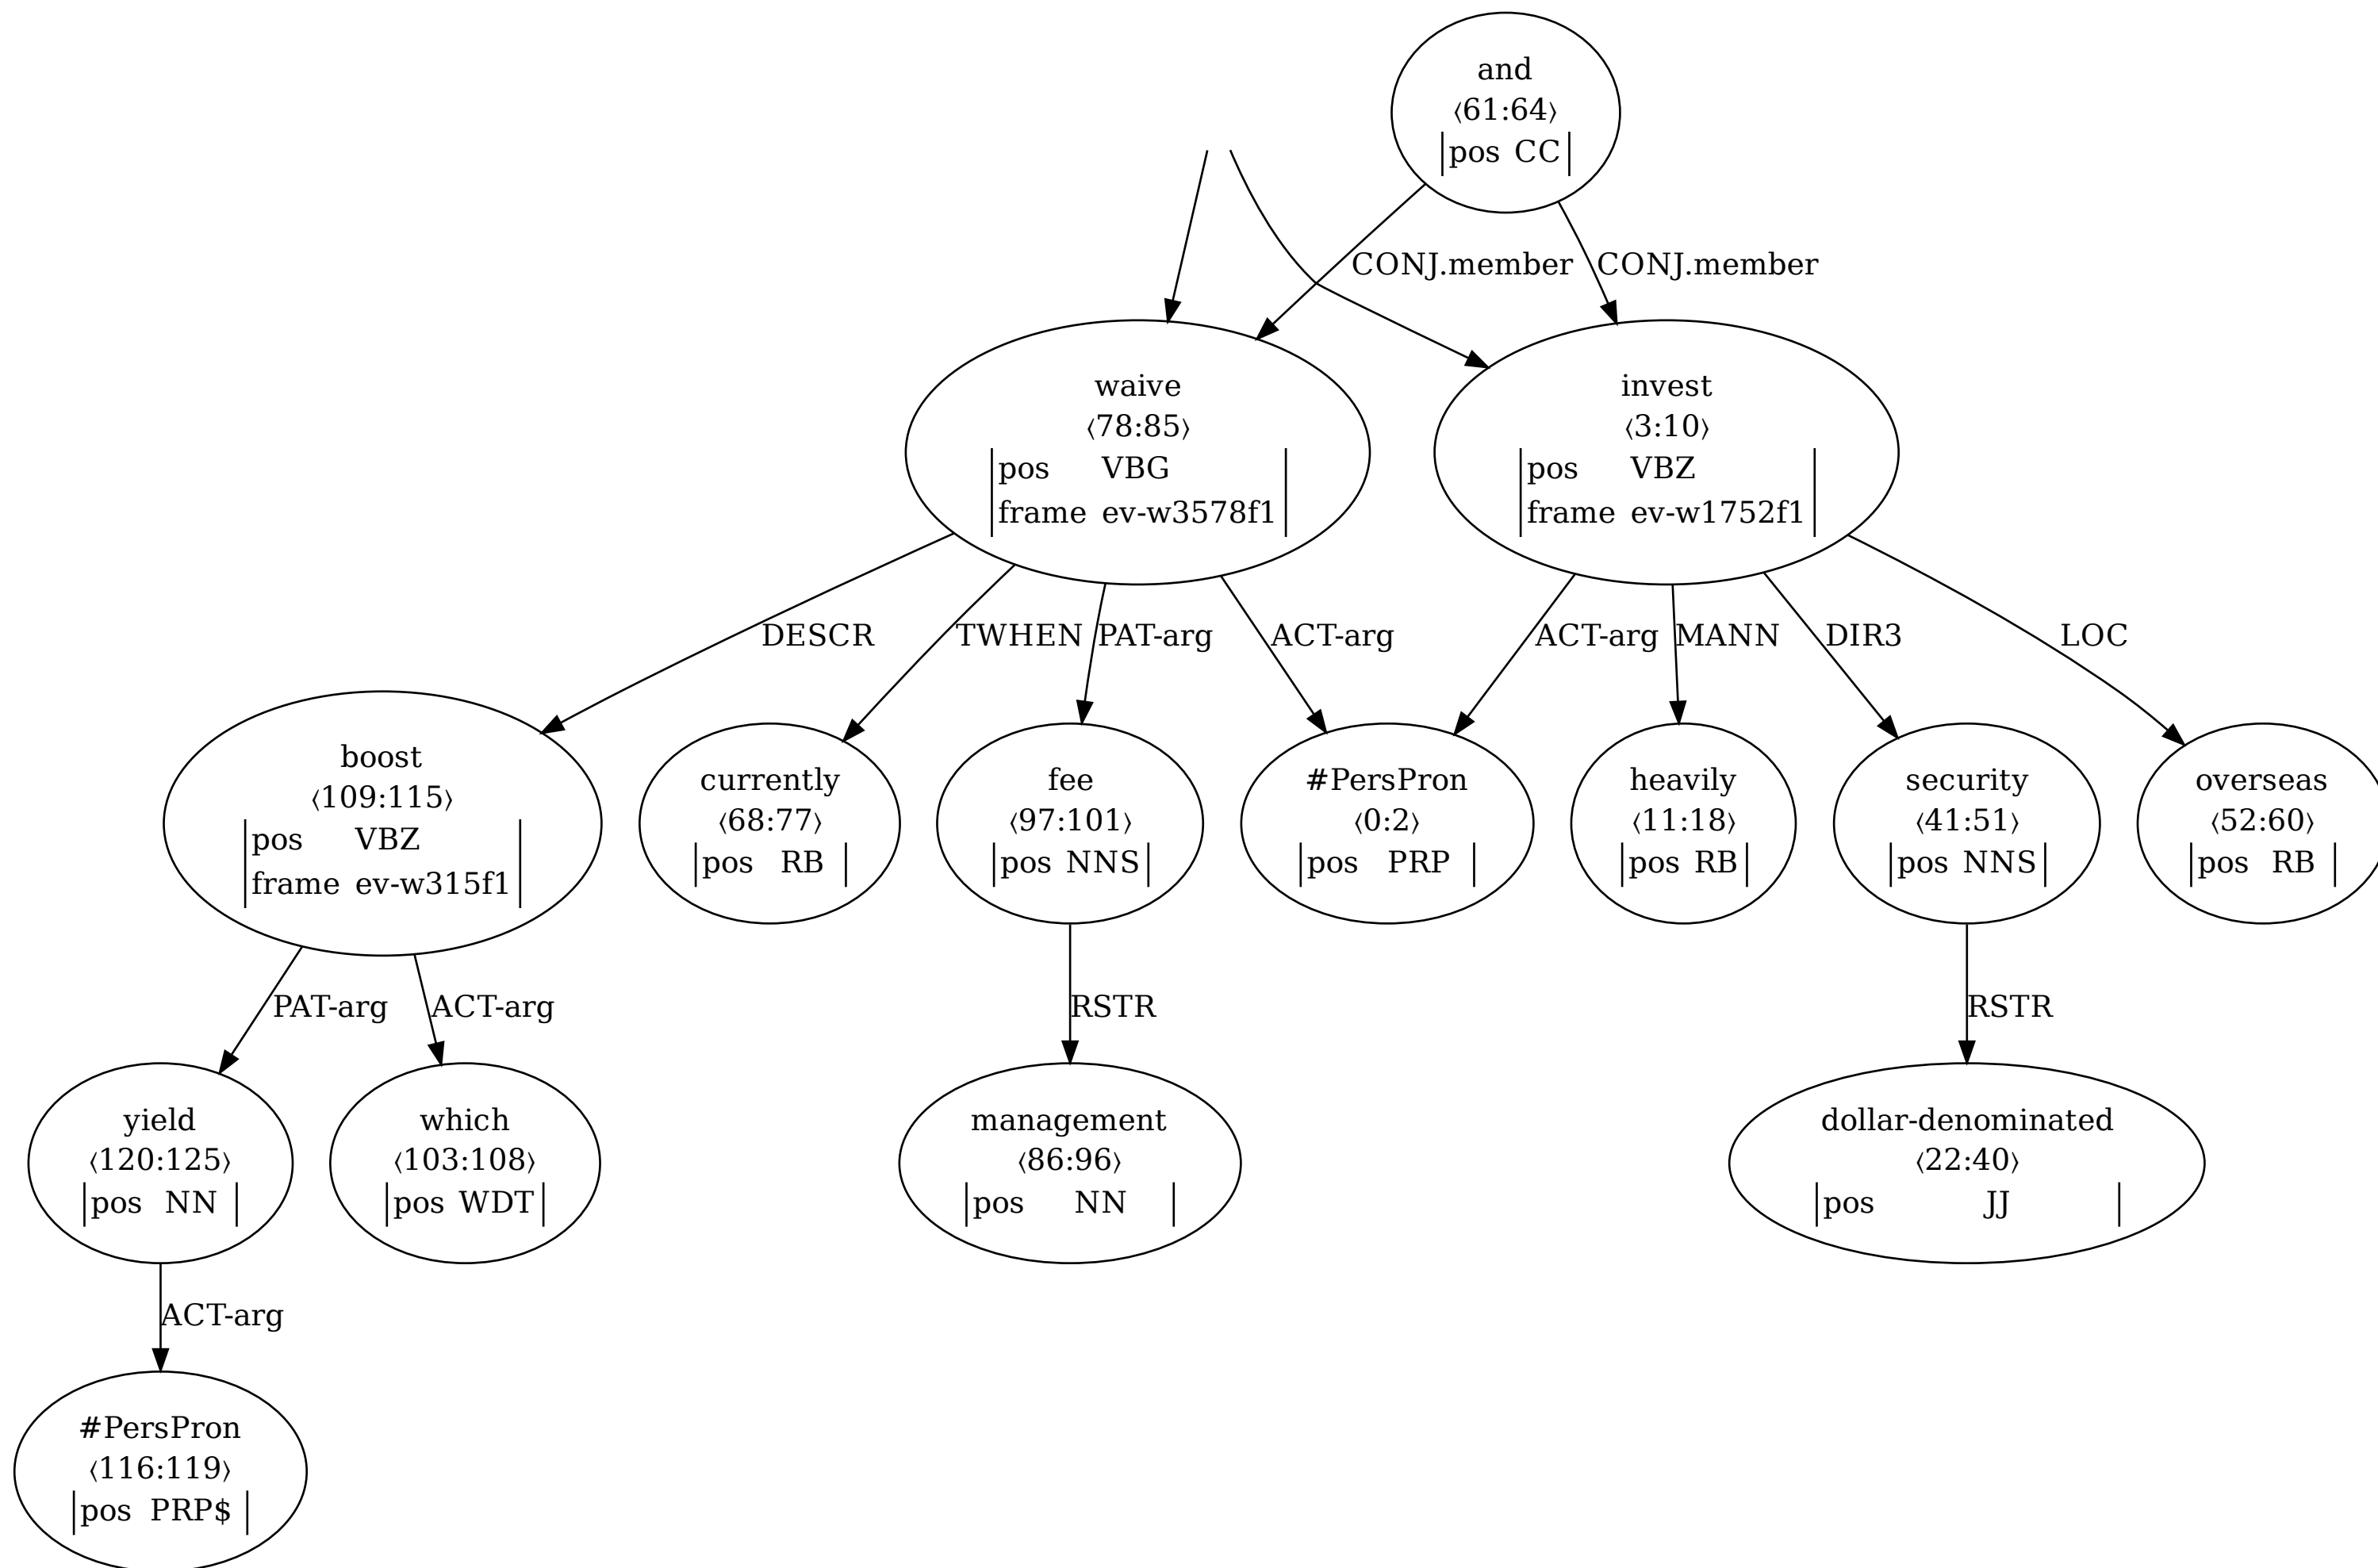 and
⟨61:64⟩
pos CC
CONJ.member
CONJ.member
waive
⟨78:85⟩
pos VBG
frame ev-w3578f1
invest
⟨3:10⟩
pos VBZ
frame ev-w1752f1
DESCR
TWHEN
PAT-arg
ACT-arg
ACT-arg
MANN
DIR3
LOC
boost
⟨109:115⟩
pos VBZ
frame ev-w315f1
currently
⟨68:77⟩
pos RB
fee
⟨97:101⟩
pos NNS
#PersPron
⟨0:2⟩
pos PRP
heavily
⟨11:18⟩
pos RB
security
⟨41:51⟩
pos NNS
overseas
⟨52:60⟩
pos RB
PAT-arg
ACT-arg
RSTR
RSTR
yield
⟨120:125⟩
pos NN
which
⟨103:108⟩
pos WDT
management
⟨86:96⟩
pos NN
dollar-denominated
⟨22:40⟩
pos JJ
ACT-arg
#PersPron
⟨116:119⟩
pos PRP$